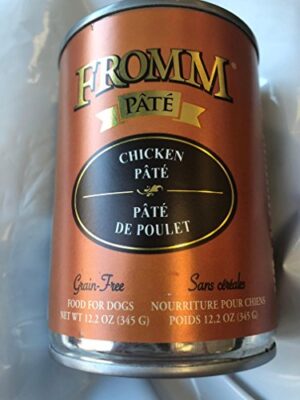 FROMM®
PÂTÉ
CHICKEN
PÂTÉ
PÂTÉ
DE POULET
Grain-Free Sans céréales
FOOD FOR DOGS NOURRITURE POUR CHIENS
NET WT 12.2 OZ (345 G) POIDS 12.2 OZ (345 G)